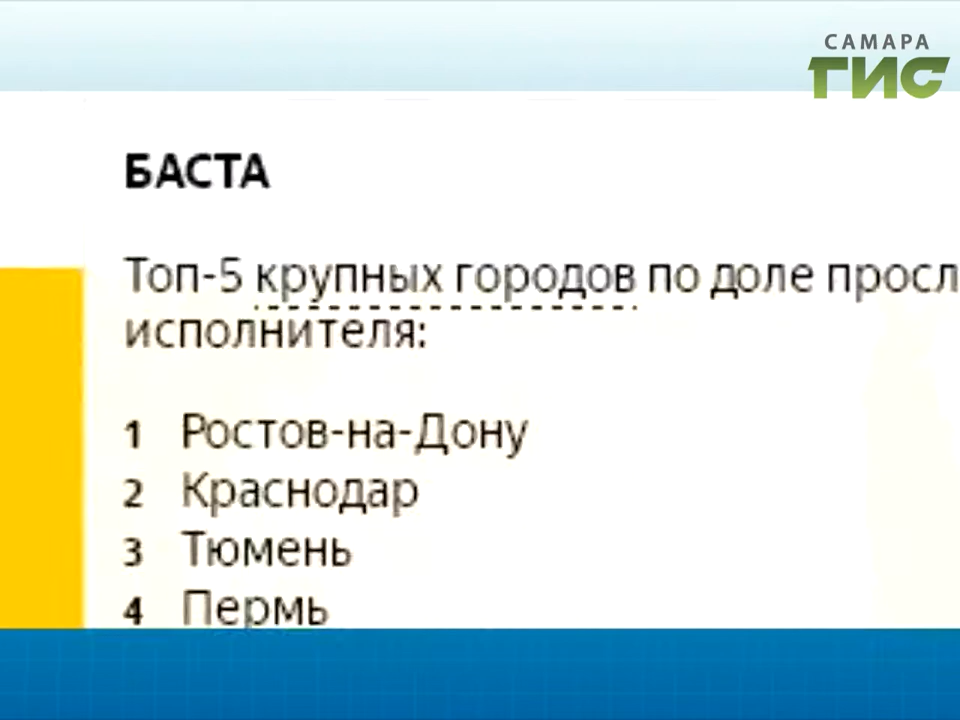 САМАРА
ГИС
БАСТА
Топ-5 крупных городов по доле просл
исполнителя:
1 Ростов-на-Дону
2 Краснодар
3 Тюмень
4 Пермь